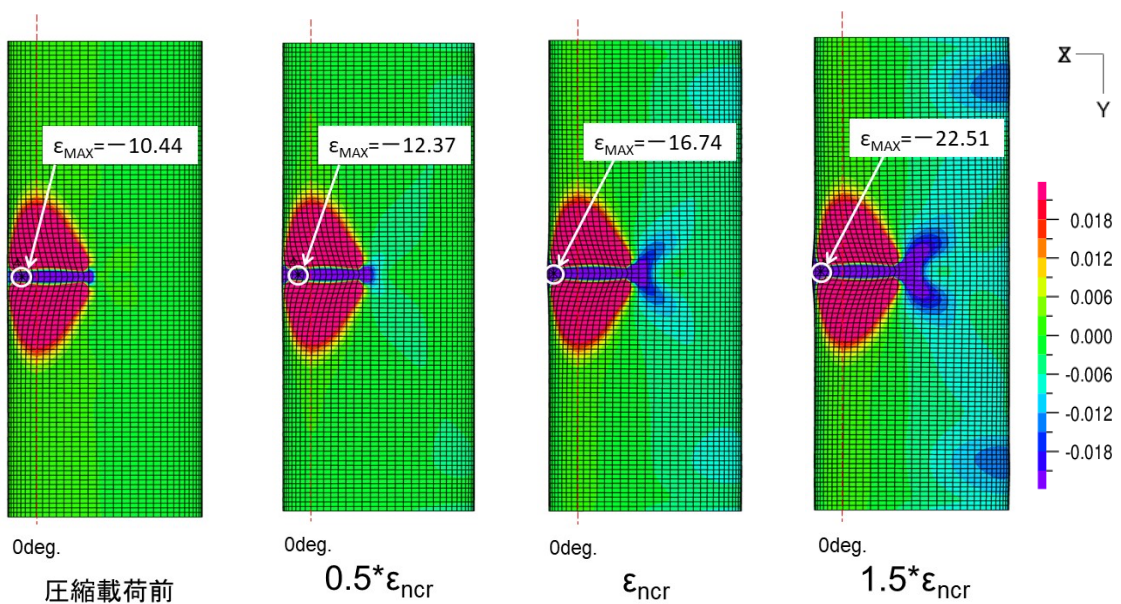 εMAX=－10.44
εMAX=－12.37
εMAX=－16.74
εMAX=－22.51
Y
0.018
0.012
0.006
0.000
-0.006
-0.012
-0.018
0deg.
0deg.
0deg.
0deg.
圧縮載荷前
0.5*εncr
εncr
1.5*εncr